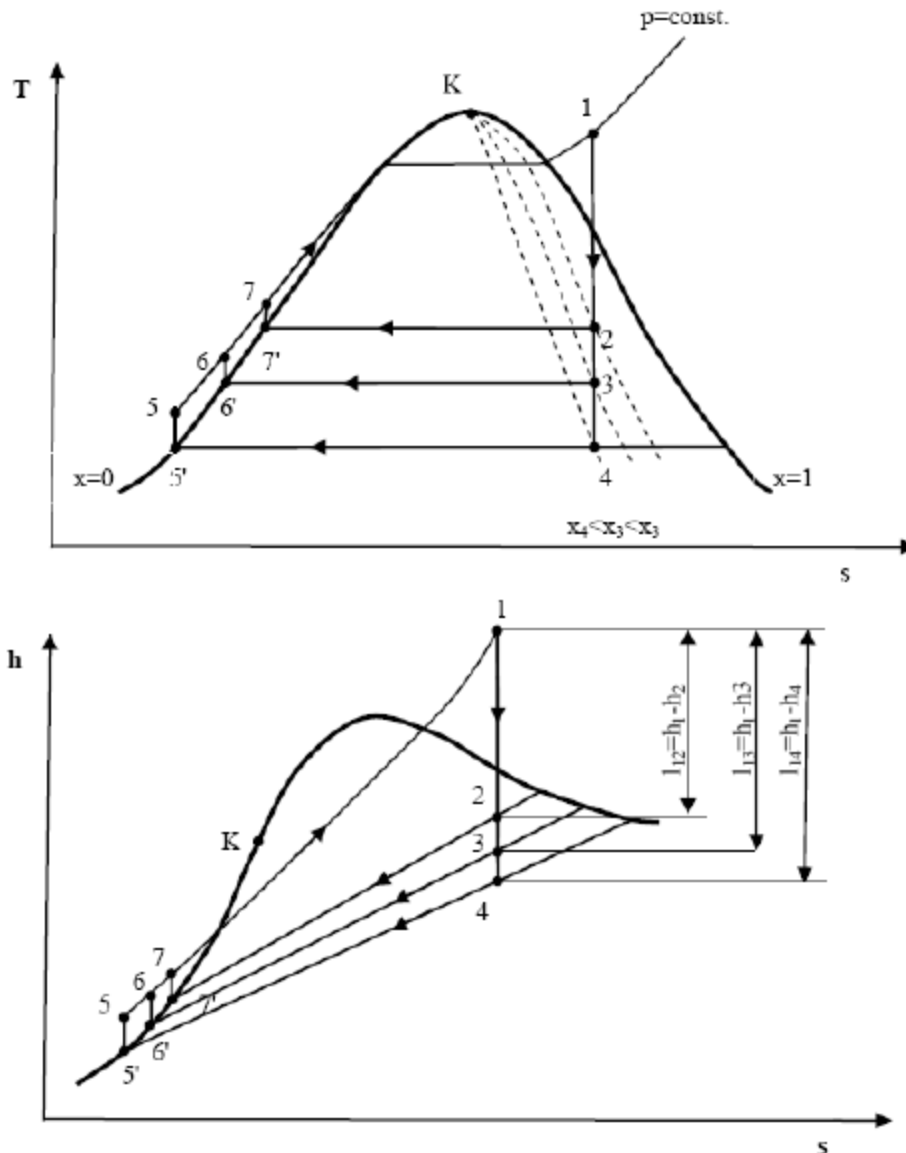 p=const.
T
K
1
7
2
6
7'
3
5
6'
x=0
5'
4
x=1
x₄<x₃<x₃
s
1
h
l₁₂=h₁-h₂
l₁₃=h₁-h3
l₁₄=h₁-h₄
2
K
3
4
7
6
5
7'
6'
5'
s